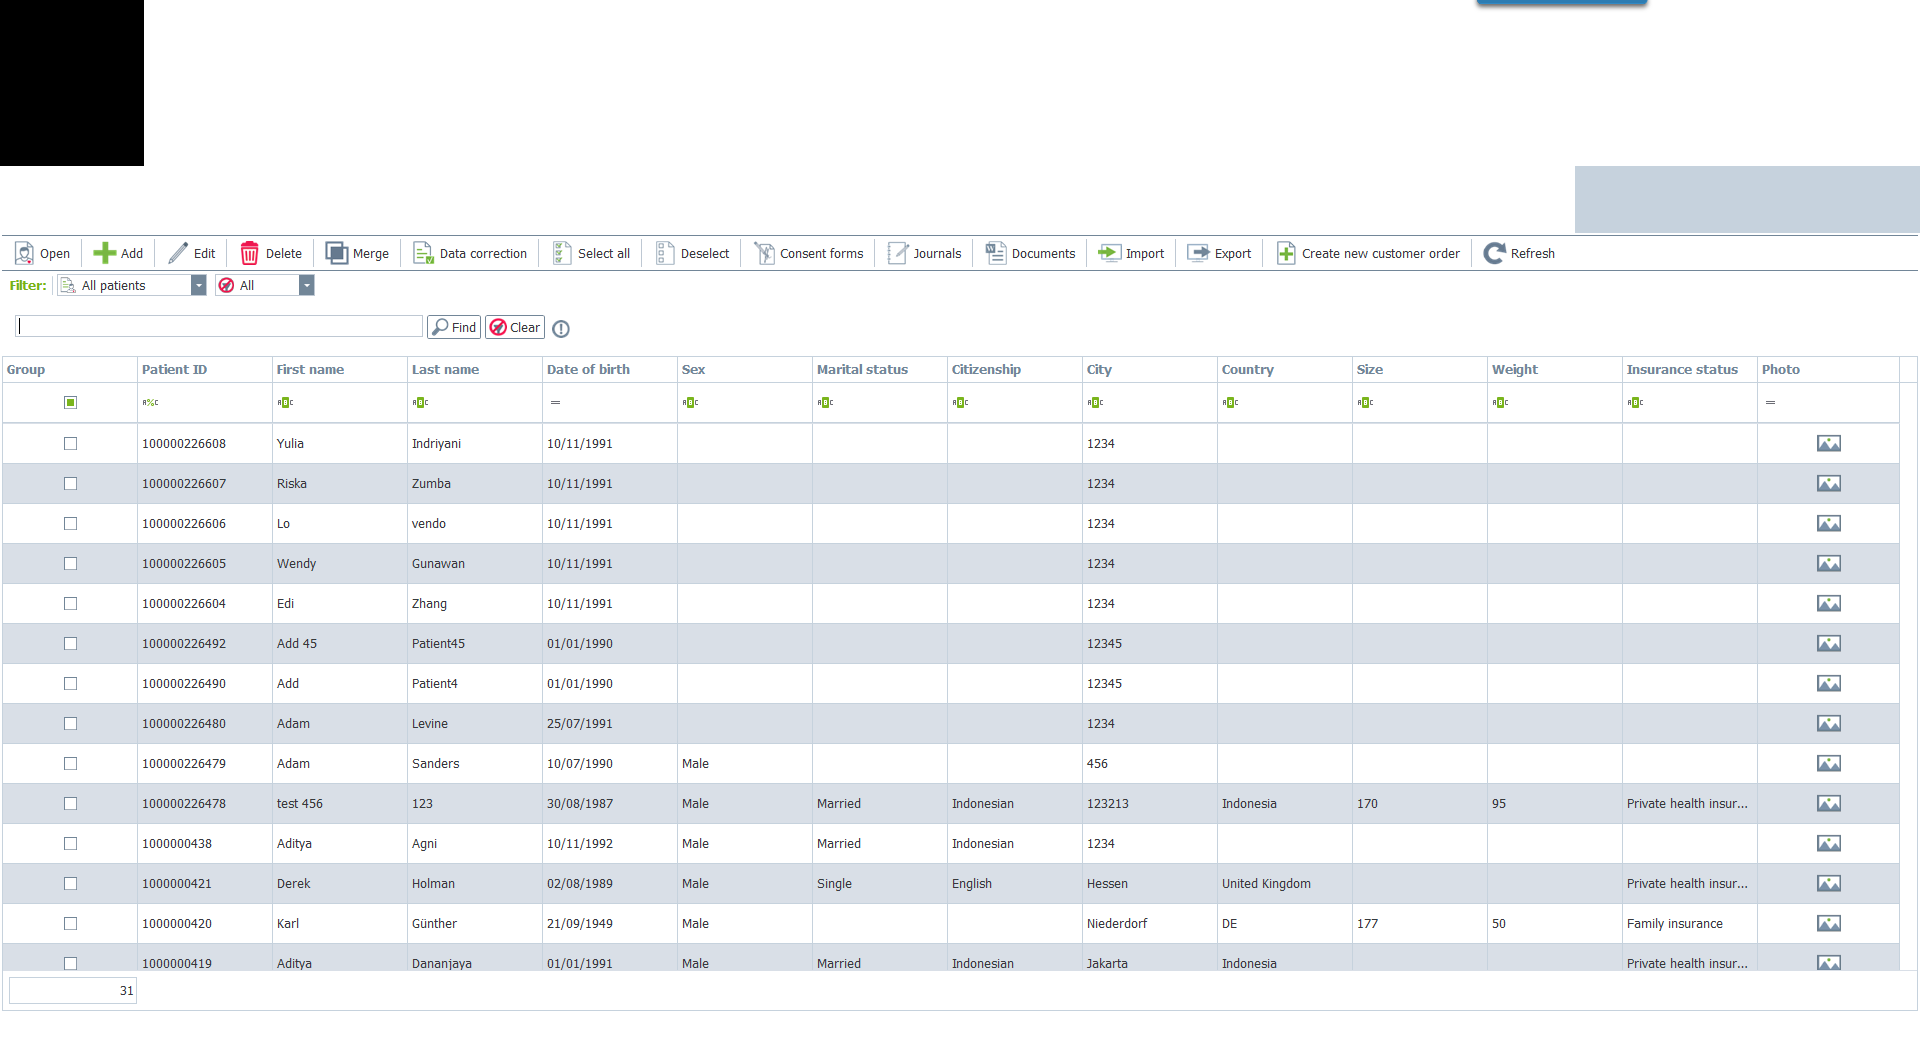 Open Add Edit Delete Merge Data correction Select all Deselect Consent forms Journals Documents Import Export Create new customer order Refresh
Filter: All patients All
Find Clear
Group Patient ID First name Last name Date of birth Sex Marital status Citizenship City Country Size Weight Insurance status Photo
100000226608 Yulia Indriyani 10/11/1991 1234
100000226607 Riska Zumba 10/11/1991 1234
100000226606 Lo vendo 10/11/1991 1234
100000226605 Wendy Gunawan 10/11/1991 1234
100000226604 Edi Zhang 10/11/1991 1234
100000226492 Add 45 Patient45 01/01/1990 12345
100000226490 Add Patient4 01/01/1990 12345
100000226480 Adam Levine 25/07/1991 1234
100000226479 Adam Sanders 10/07/1990 Male 456
100000226478 test 456 123 30/08/1987 Male Married Indonesian 123213 Indonesia 170 95 Private health insur...
1000000438 Aditya Agni 10/11/1992 Male Married Indonesian 1234
1000000421 Derek Holman 02/08/1989 Male Single English Hessen United Kingdom Private health insur...
1000000420 Karl Günther 21/09/1949 Male Niederdorf DE 177 50 Family insurance
1000000419 Aditya Dananjaya 01/01/1991 Male Married Indonesian Jakarta Indonesia Private health insur...
31